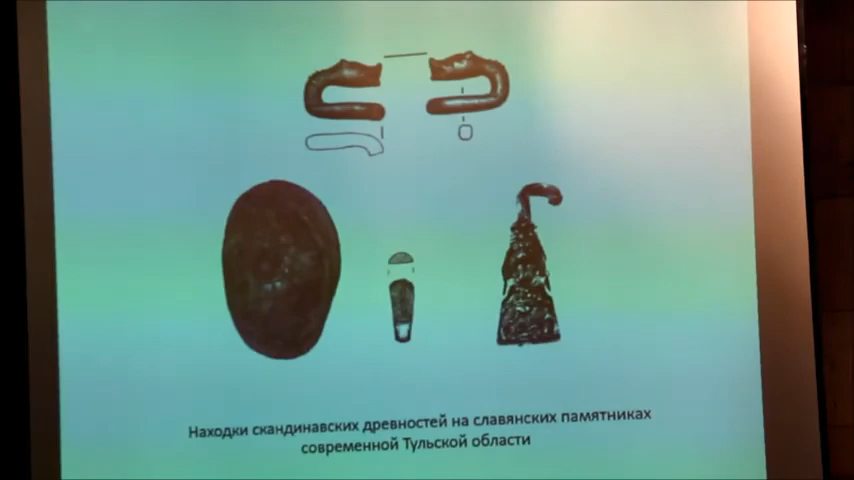 Находки скандинавских древностей на славянских памятниках
современной Тульской области